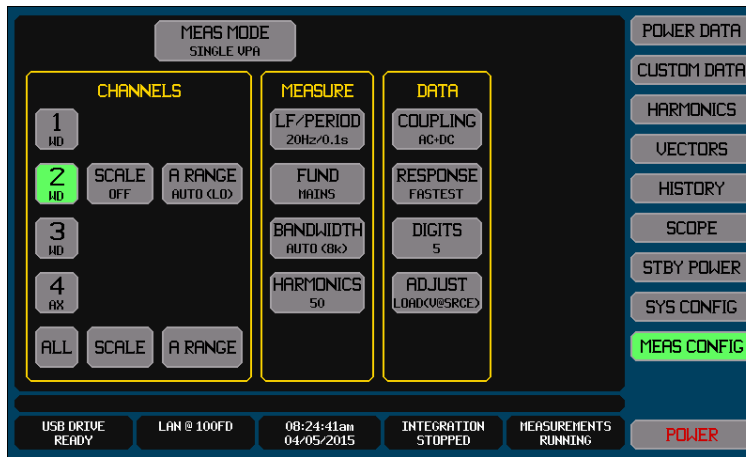 MEAS MODE
SINGLE VPA
CHANNELS
1
WD
2
WD
SCALE
OFF
A RANGE
AUTO (LO)
3
WD
4
AX
ALL
SCALE
A RANGE
MEASURE
LF/PERIOD
20Hz/0.1s
FUND
MAINS
BANDWIDTH
AUTO (8k)
HARMONICS
50
DATA
COUPLING
AC+DC
RESPONSE
FASTEST
DIGITS
5
ADJUST
LOAD(V@SRCE)
POWER DATA
CUSTOM DATA
HARMONICS
VECTORS
HISTORY
SCOPE
STBY POWER
SYS CONFIG
MEAS CONFIG
POWER
USB DRIVE
READY
LAN @ 100FD
08:24:41am
04/05/2015
INTEGRATION
STOPPED
MEASUREMENTS
RUNNING